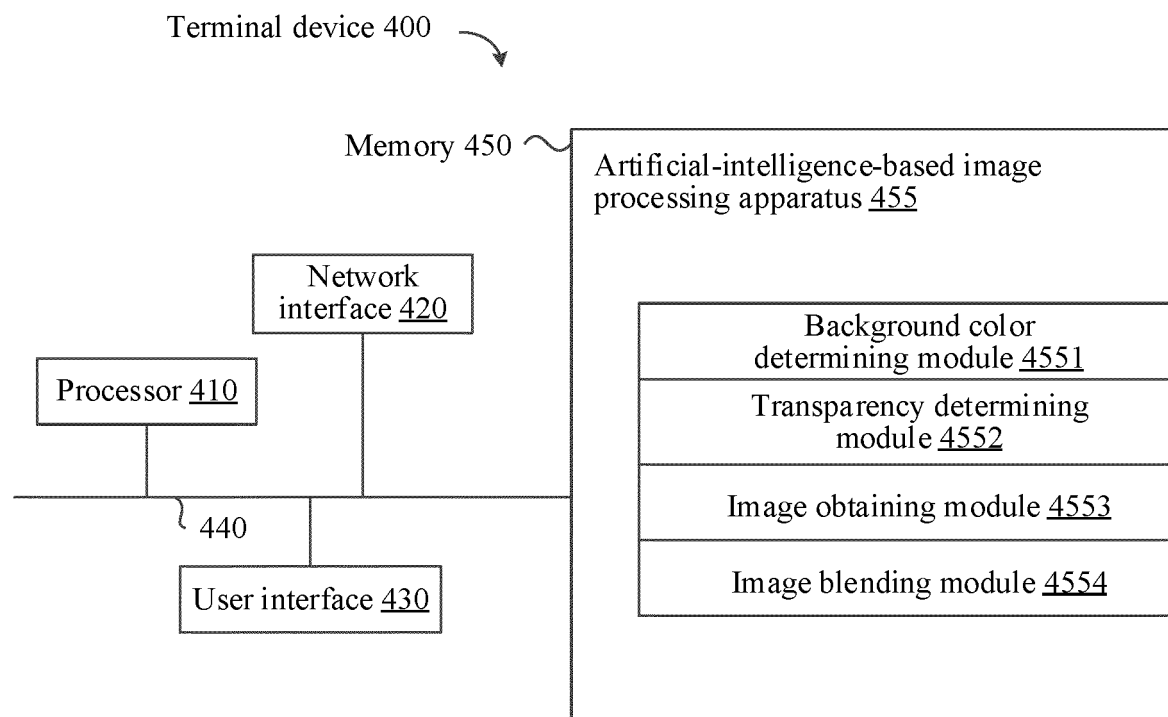 Terminal device 400
Memory 450
Artificial-intelligence-based image
processing apparatus 455
Network
interface 420
Background color
determining module 4551
Processor 410
Transparency determining
module 4552
Image obtaining module 4553
440
Image blending module 4554
User interface 430